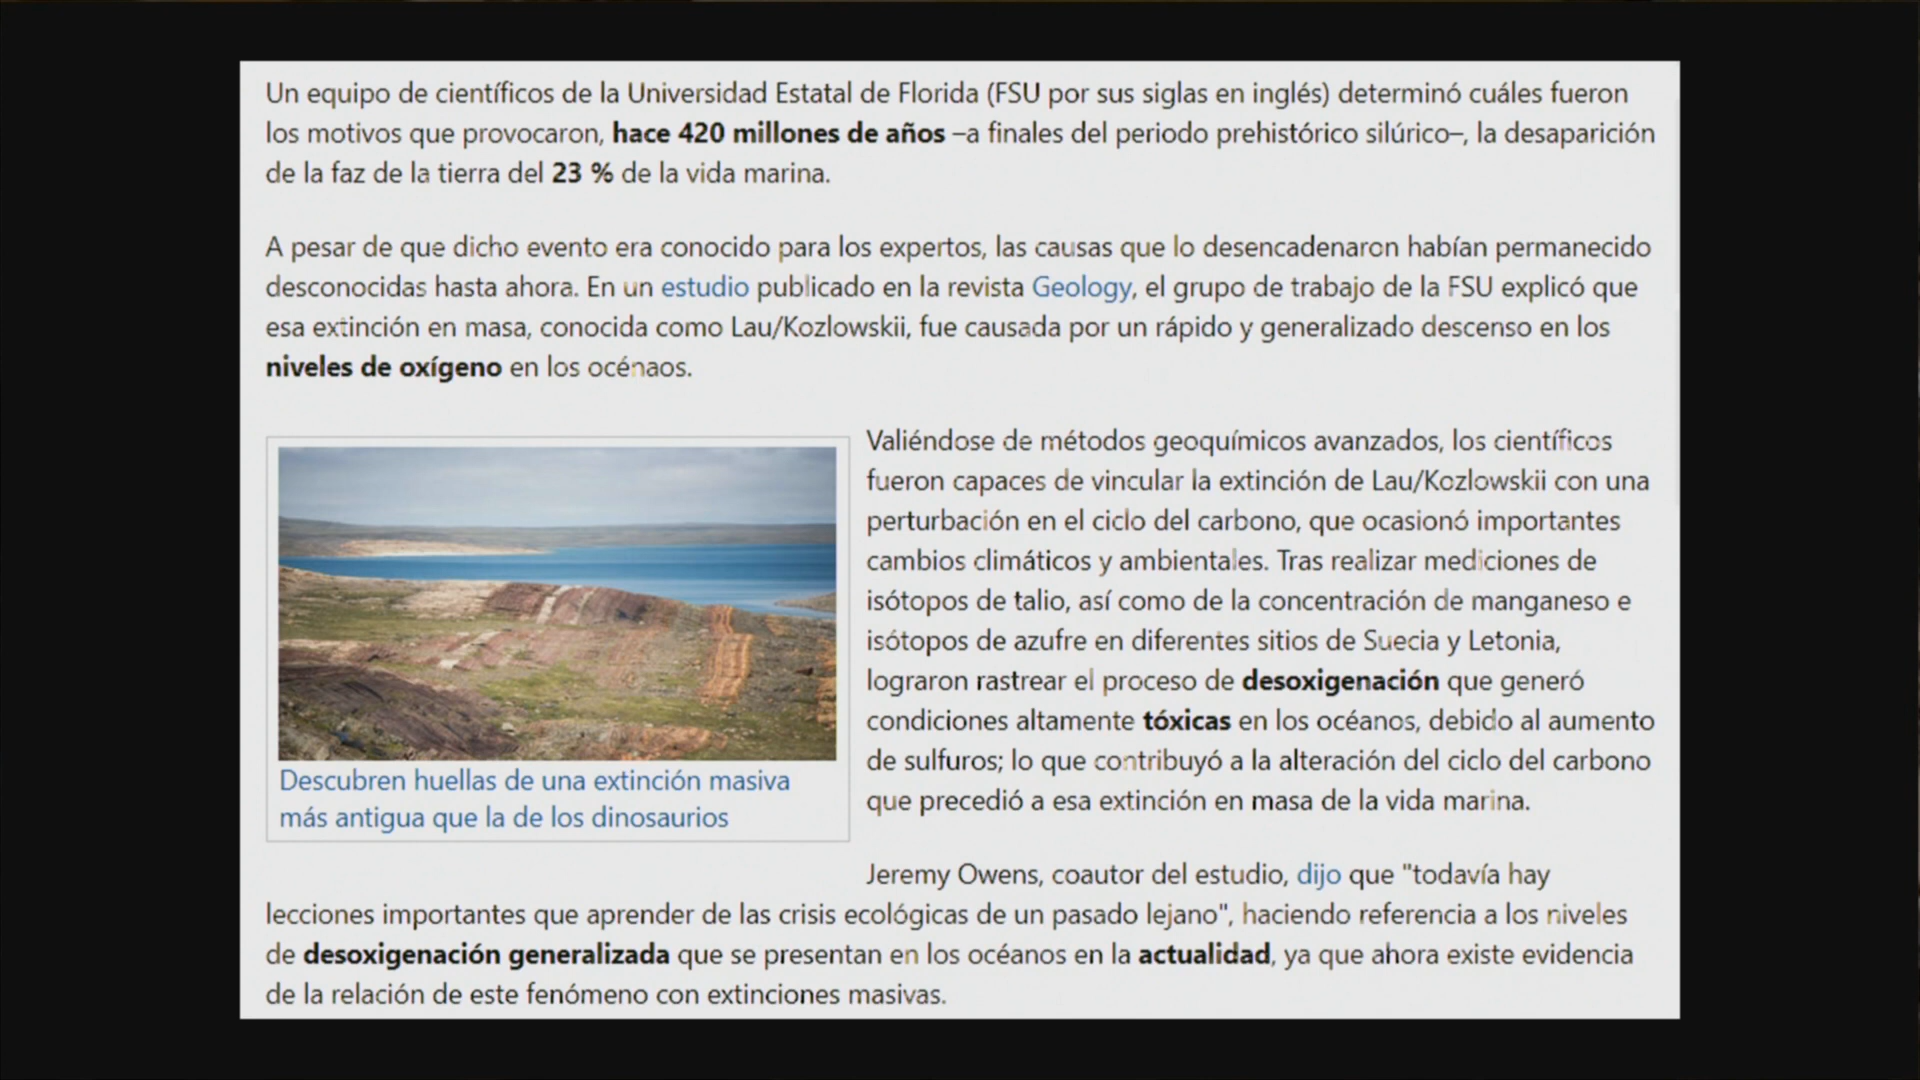 Un equipo de científicos de la Universidad Estatal de Florida (FSU por sus siglas en inglés) determinó cuáles fueron
los motivos que provocaron, hace 420 millones de años –a finales del periodo prehistórico silúrico–, la desaparición
de la faz de la tierra del 23 % de la vida marina.
A pesar de que dicho evento era conocido para los expertos, las causas que lo desencadenaron habían permanecido
desconocidas hasta ahora. En un estudio publicado en la revista Geology, el grupo de trabajo de la FSU explicó que
esa extinción en masa, conocida como Lau/Kozlowskii, fue causada por un rápido y generalizado descenso en los
niveles de oxígeno en los océnaos.
Descubren huellas de una extinción masiva
más antigua que la de los dinosaurios
Valiéndose de métodos geoquímicos avanzados, los científicos
fueron capaces de vincular la extinción de Lau/Kozlowskii con una
perturbación en el ciclo del carbono, que ocasionó importantes
cambios climáticos y ambientales. Tras realizar mediciones de
isótopos de talio, así como de la concentración de manganeso e
isótopos de azufre en diferentes sitios de Suecia y Letonia,
lograron rastrear el proceso de desoxigenación que generó
condiciones altamente tóxicas en los océanos, debido al aumento
de sulfuros; lo que contribuyó a la alteración del ciclo del carbono
que precedió a esa extinción en masa de la vida marina.
Jeremy Owens, coautor del estudio, dijo que "todavía hay
lecciones importantes que aprender de las crisis ecológicas de un pasado lejano", haciendo referencia a los niveles
de desoxigenación generalizada que se presentan en los océanos en la actualidad, ya que ahora existe evidencia
de la relación de este fenómeno con extinciones masivas.